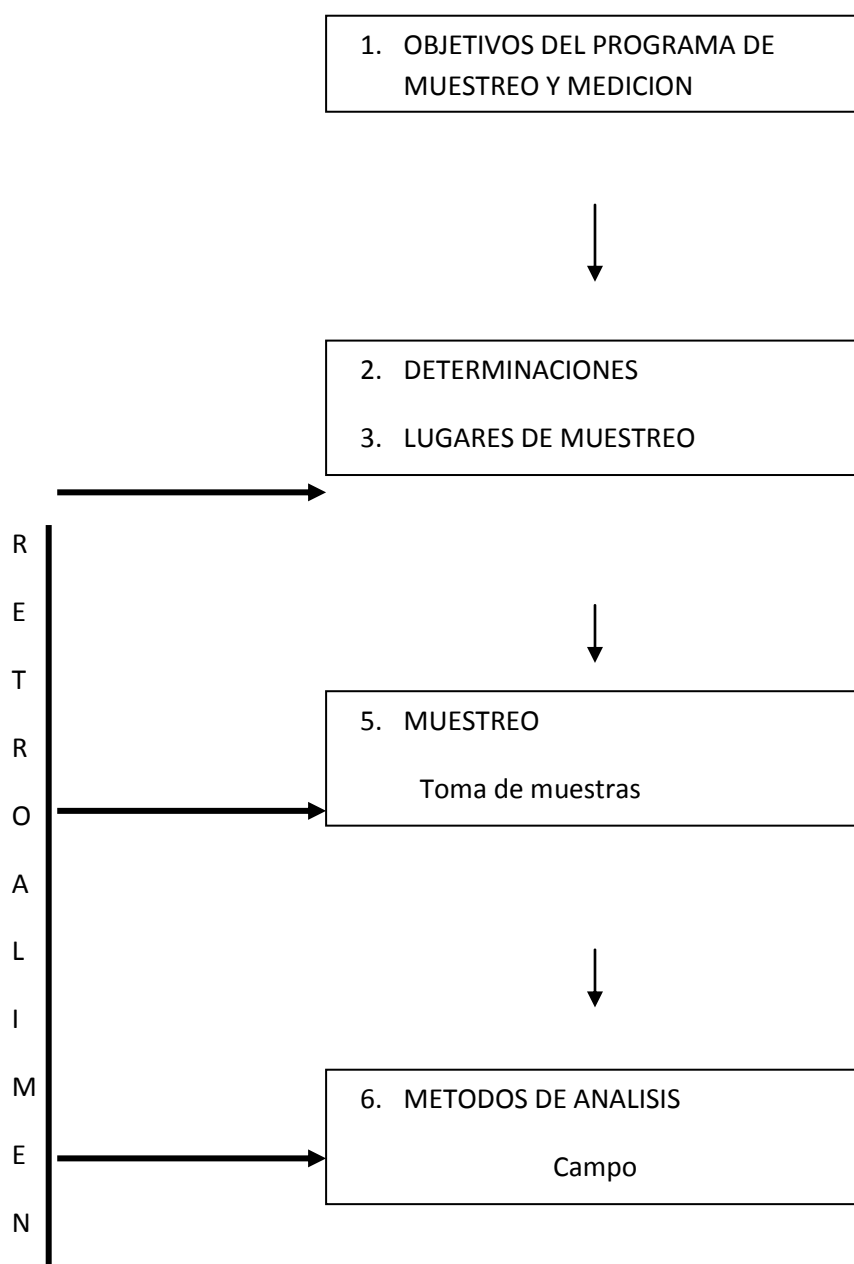 1. OBJETIVOS DEL PROGRAMA DE
MUESTREO Y MEDICION
2. DETERMINACIONES
3. LUGARES DE MUESTREO
R
E
T
R
O
A
L
I
M
E
N
5. MUESTREO
Toma de muestras
6. METODOS DE ANALISIS
Campo